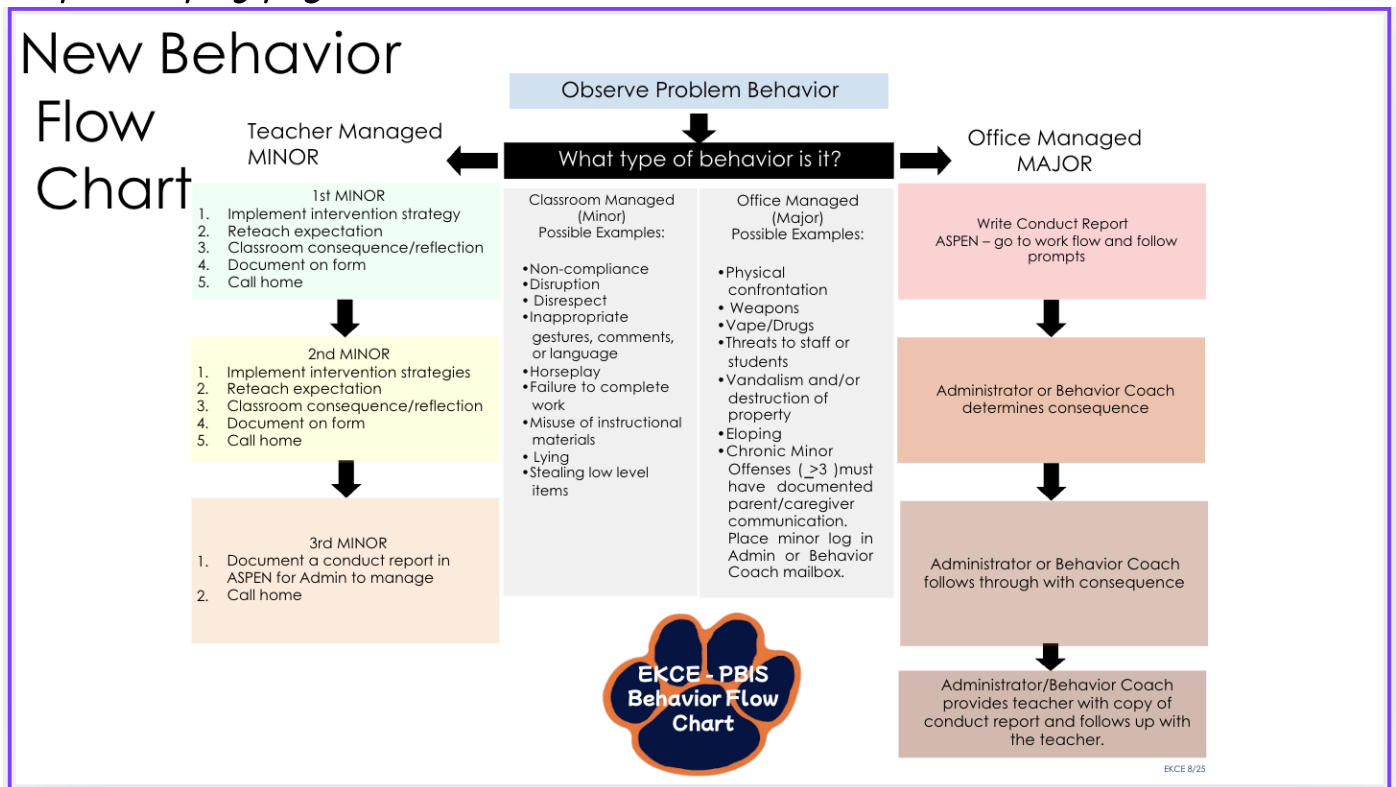 New Behavior
Flow
Chart
Observe Problem Behavior
Teacher Managed
MINOR
What type of behavior is it?
Office Managed
MAJOR
1st MINOR
1. Implement intervention strategy
2. Reteach expectation
3. Classroom consequence/reflection
4. Document on form
5. Call home
2nd MINOR
1. Implement intervention strategies
2. Reteach expectation
3. Classroom consequence/reflection
4. Document on form
5. Call home
3rd MINOR
1. Document a conduct report in
ASPEN for Admin to manage
2. Call home
Classroom Managed
(Minor)
Possible Examples:
•Non-compliance
•Disruption
• Disrespect
•Inappropriate
gestures, comments,
or language
•Horseplay
•Failure to complete
work
•Misuse of instructional
materials
• Lying
•Stealing low level
items
Office Managed
(Major)
Possible Examples:
•Physical
confrontation
• Weapons
•Vape/Drugs
•Threats to staff or
students
•Vandalism and/or
destruction of
property
•Eloping
•Chronic Minor
Offenses ( _>3 )must
have documented
parent/caregiver
communication.
Place minor log in
Admin or Behavior
Coach mailbox.
Write Conduct Report
ASPEN – go to work flow and follow
prompts
Administrator or Behavior Coach
determines consequence
Administrator or Behavior Coach
follows through with consequence
Administrator/Behavior Coach
provides teacher with copy of
conduct report and follows up with
the teacher.
EKCE - PBIS
Behavior Flow
Chart
EKCE 8/25